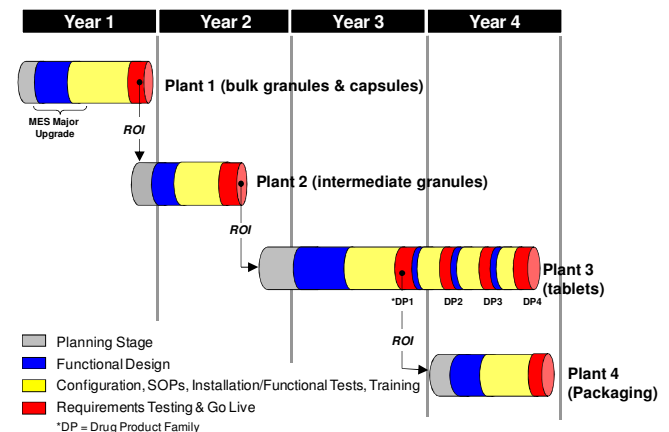 Year 1 Year 2 Year 3 Year 4
Plant 1 (bulk granules & capsules)
MES Major
Upgrade
ROI
Plant 2 (intermediate granules)
ROI
Plant 3
(tablets)
*DP1 DP2 DP3 DP4
ROI
Plant 4
(Packaging)
Planning Stage
Functional Design
Configuration, SOPs, Installation/Functional Tests, Training
Requirements Testing & Go Live
*DP = Drug Product Family